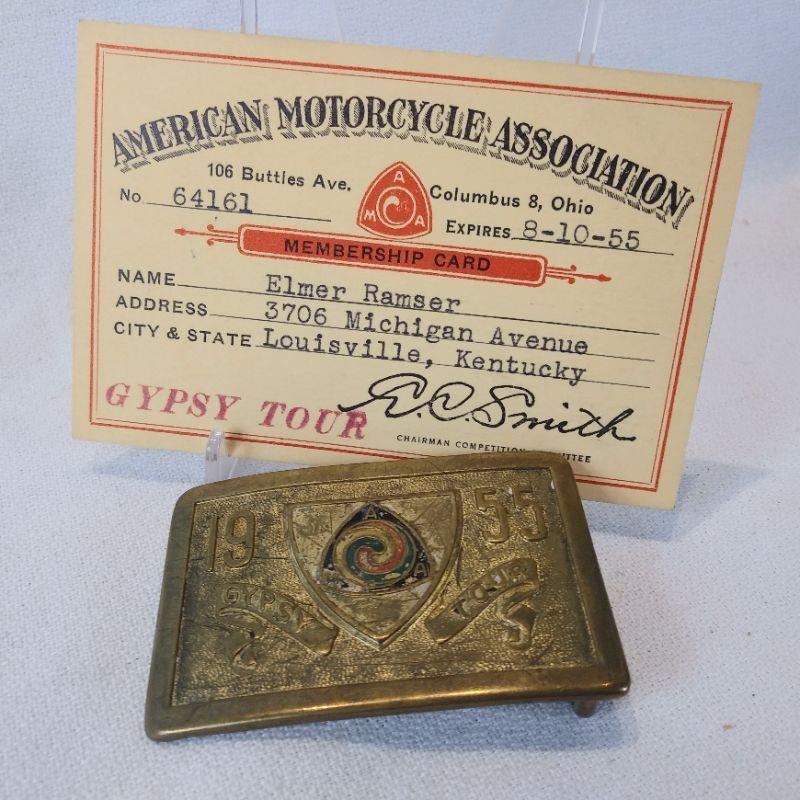 AMERICAN MOTORCYCLE ASSOCIATION
106 Buttles Ave. A M A Columbus 8, Ohio
No 64161 EXPIRES 8-10-55
MEMBERSHIP CARD
NAME Elmer Ramser
ADDRESS 3706 Michigan Avenue
CITY & STATE Louisville, Kentucky
GYPSY TOUR E.C. Smith
CHAIRMAN COMPETITION
19 A M A 55
GYPSY TOUR